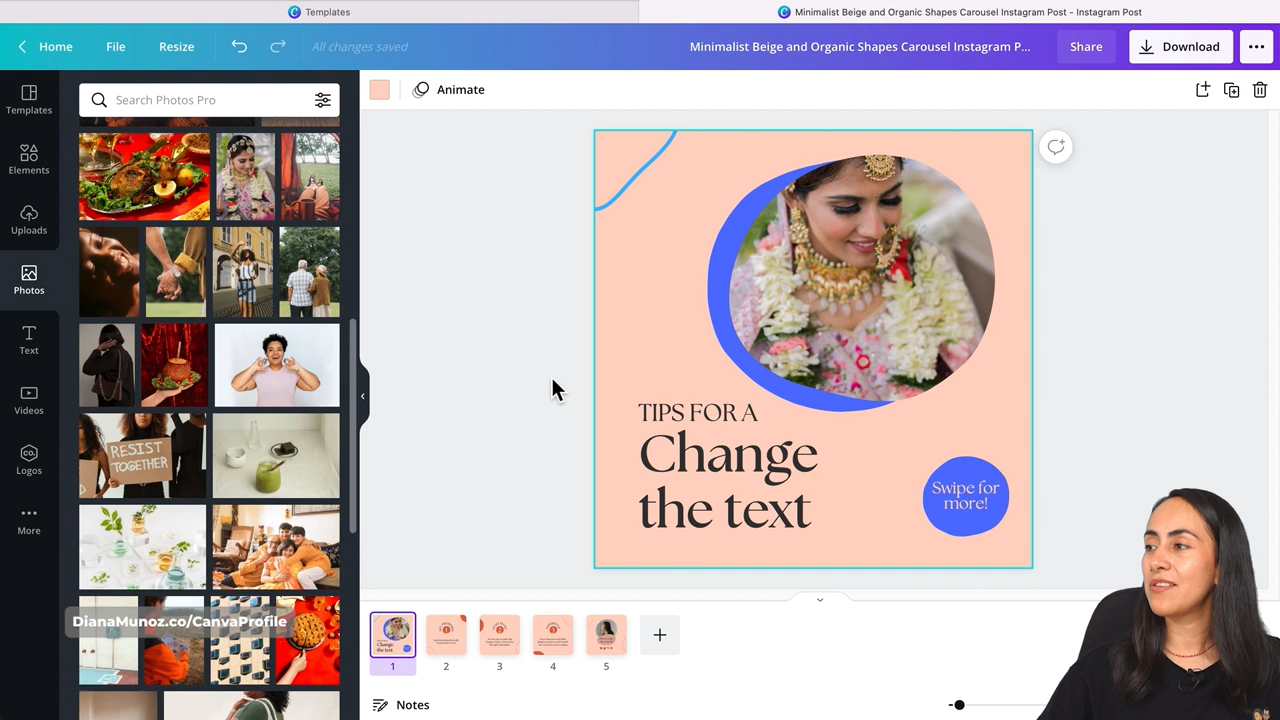 Templates
Minimalist Beige and Organic Shapes Carousel Instagram Post - Instagram Post
Home
File
Resize
All changes saved
Minimalist Beige and Organic Shapes Carousel Instagram P...
Share
Download
Templates
Elements
Uploads
Photos
Text
Videos
Logos
More
Search Photos Pro
RESIST
TOGETHER
DianaMunoz.co/CanvaProfile
Animate
TIPS FOR A
Change
the text
Swipe for
more!
1
2
3
4
5
Notes